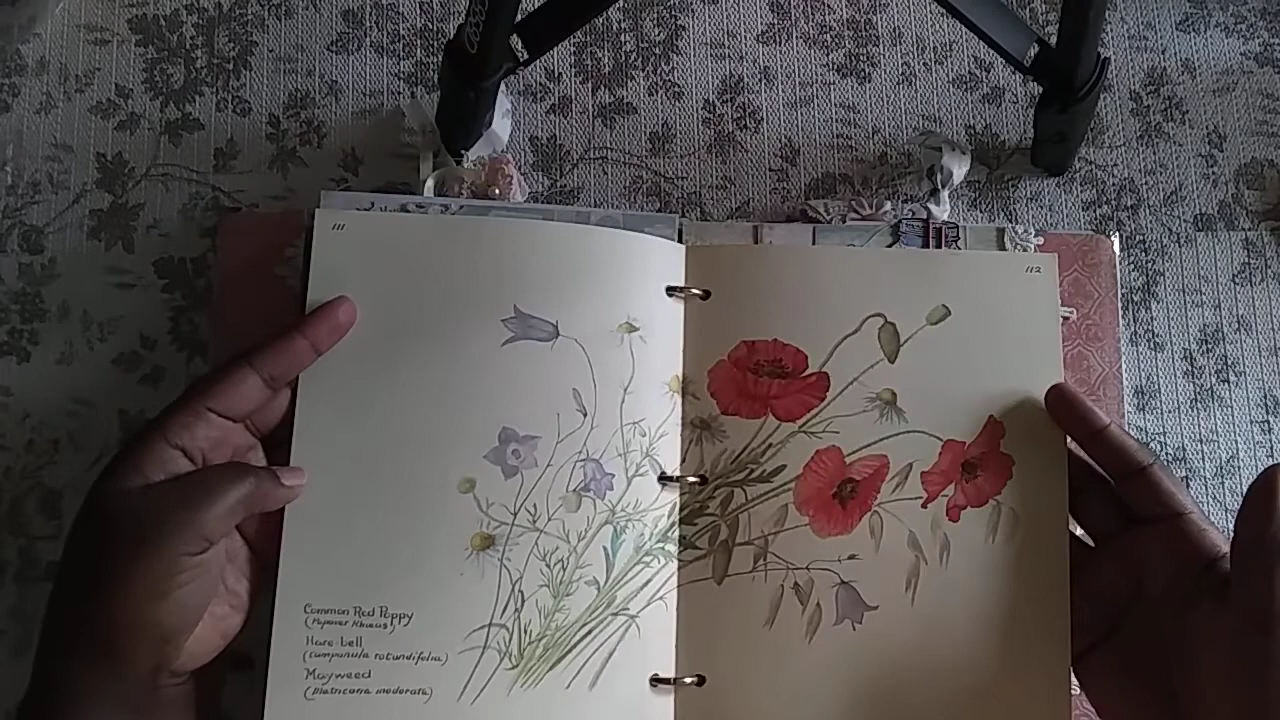 111
112
Common Red Poppy
(Papaver Rhoeas)
Hare-bell
(Campanula rotundifolia)
Mayweed
(Matricaria inodorata)